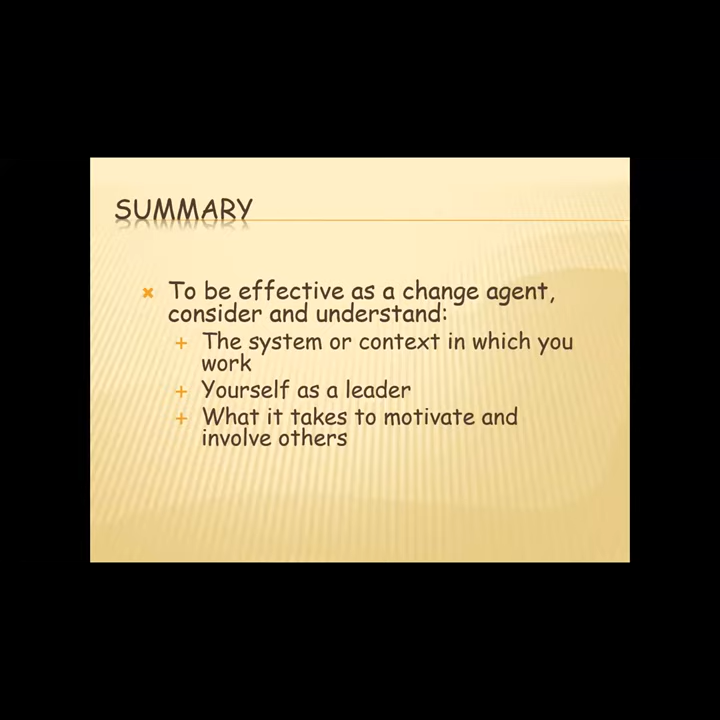 SUMMARY
To be effective as a change agent,
consider and understand:
The system or context in which you
work
Yourself as a leader
What it takes to motivate and
involve others